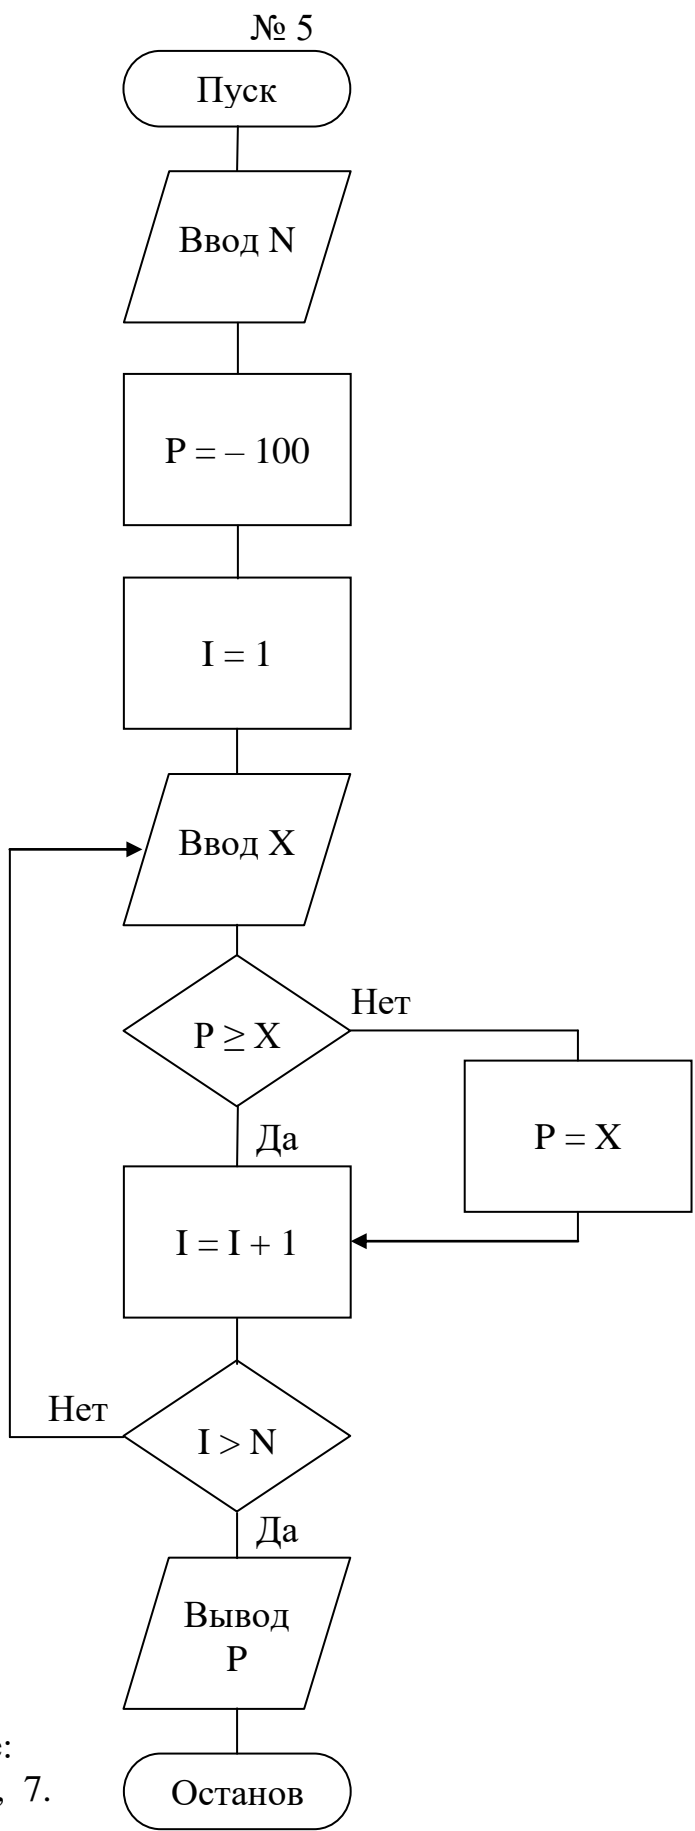 № 5
Пуск
Ввод N
P = – 100
I = 1
Ввод X
P ≥ X
Нет
Да
P = X
I = I + 1
Нет
I > N
Да
Вывод
P
:
, 7.
Останов